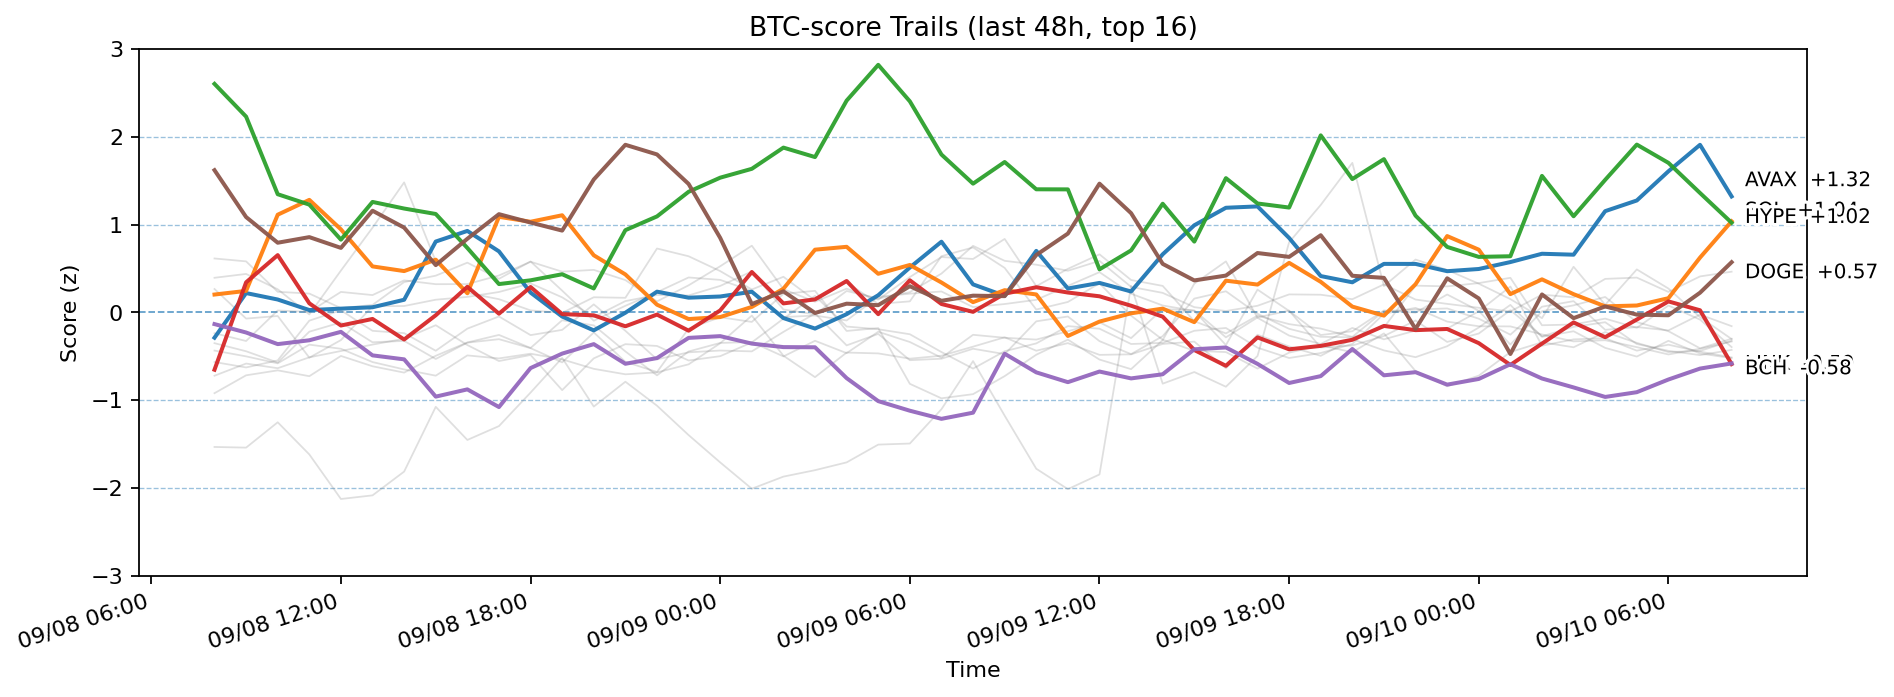 BTC-score Trails (last 48h, top 16)
Score (z)
3
2
1
0
−1
−2
−3
AVAX +1.32
HYPE +1.02
DOGE +0.57
BCH -0.58
09/08 06:00
09/08 12:00
09/08 18:00
09/09 00:00
09/09 06:00
09/09 12:00
09/09 18:00
09/10 00:00
09/10 06:00
Time